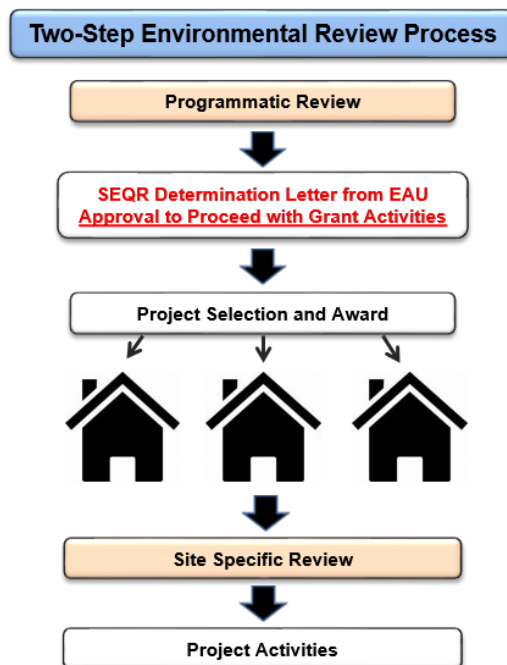 Two-Step Environmental Review Process
Programmatic Review
SEQR Determination Letter from EAU
Approval to Proceed with Grant Activities
Project Selection and Award
Site Specific Review
Project Activities